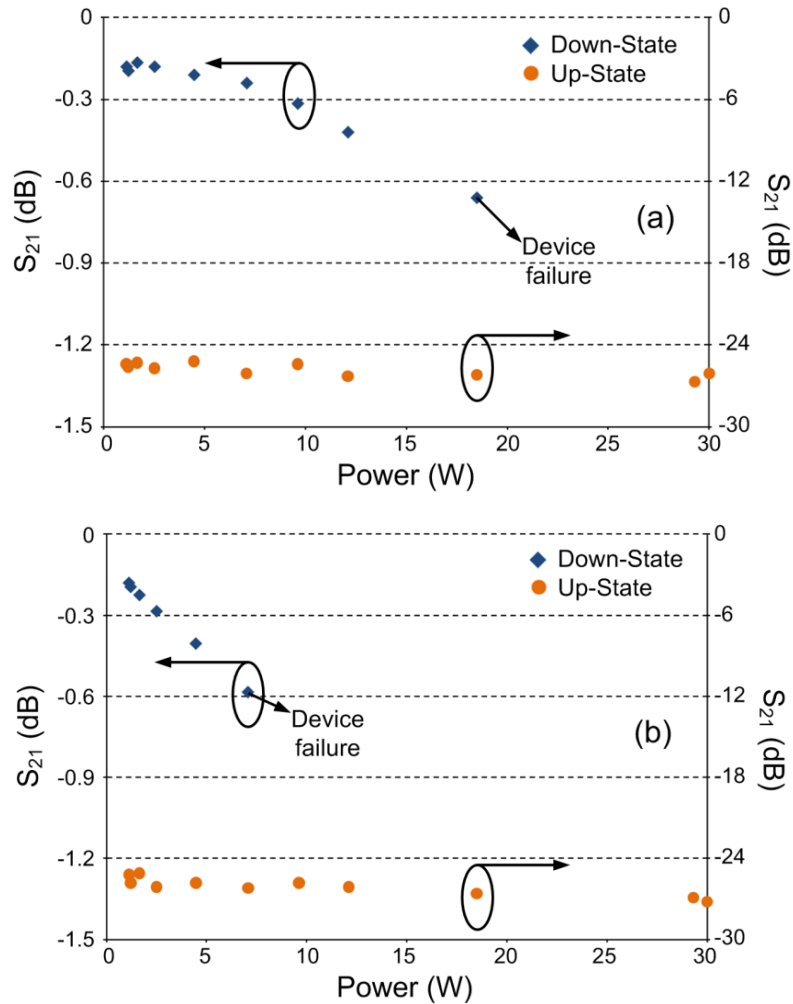 0
-0.3
-0.6
-0.9
-1.2
-1.5
S21 (dB)
0
-6
-12
-18
-24
-30
S21 (dB)
Down-State
Up-State
(a)
Device
failure
0 5 10 15 20 25 30
Power (W)
0
-0.3
-0.6
-0.9
-1.2
-1.5
S21 (dB)
0
-6
-12
-18
-24
-30
S21 (dB)
Down-State
Up-State
(b)
Device
failure
0 5 10 15 20 25 30
Power (W)